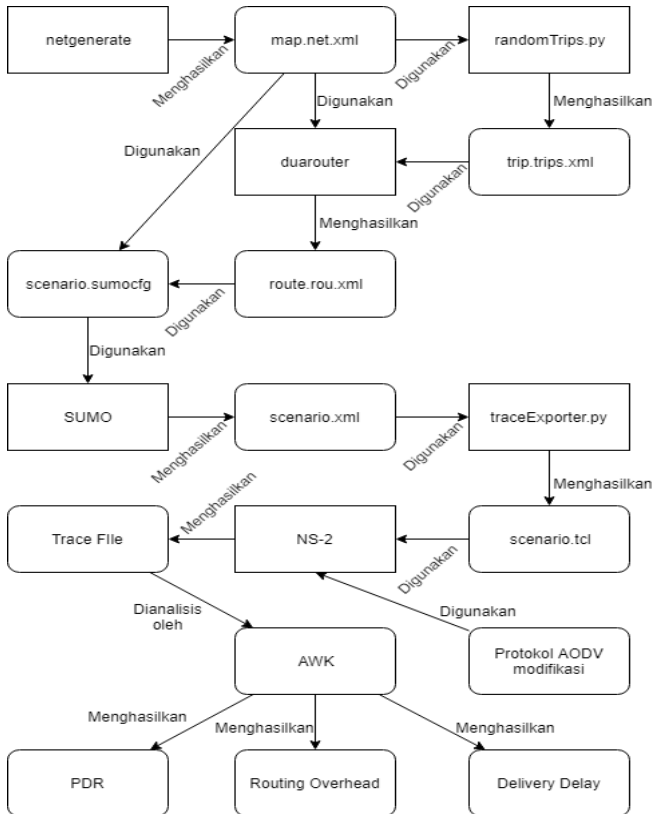 netgenerate
Menghasilkan
map.net.xml
Digunakan
randomTrips.py
Digunakan
Menghasilkan
Digunakan
duarouter
Digunakan
trip.trips.xml
Menghasilkan
scenario.sumocfg
Digunakan
route.rou.xml
Digunakan
SUMO
Menghasilkan
scenario.xml
Digunakan
traceExporter.py
Menghasilkan
Trace FIle
Menghasilkan
NS-2
Digunakan
scenario.tcl
Dianalisis
oleh
Digunakan
AWK
Protokol AODV
modifikasi
Menghasilkan
Menghasilkan
Menghasilkan
PDR
Routing Overhead
Delivery Delay